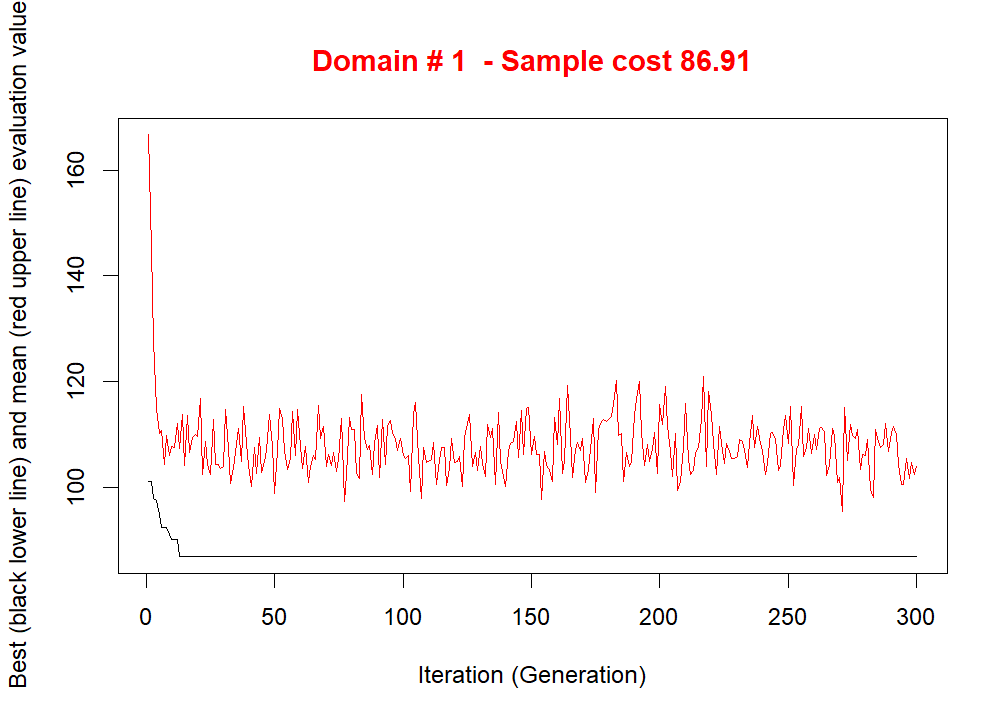 Domain # 1  - Sample cost 86.91
Best (black lower line) and mean (red upper line) evaluation value
160
140
120
100
0 50 100 150 200 250 300
Iteration (Generation)